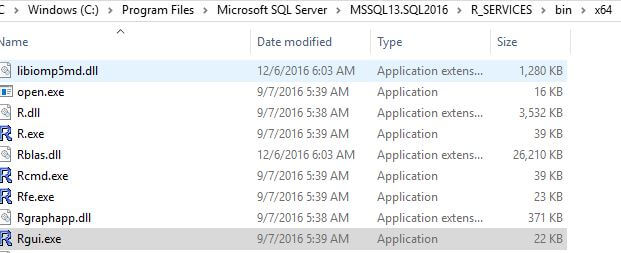 C > Windows (C:) > Program Files > Microsoft SQL Server > MSSQL13.SQL2016 > R_SERVICES > bin > x64
Name Date modified Type Size
libiomp5md.dll 12/6/2016 6:03 AM Application extens... 1,280 KB
open.exe 9/7/2016 5:39 AM Application 16 KB
R.dll 9/7/2016 5:38 AM Application extens... 3,532 KB
R.exe 9/7/2016 5:39 AM Application 39 KB
Rblas.dll 12/6/2016 6:03 AM Application extens... 26,210 KB
Rcmd.exe 9/7/2016 5:39 AM Application 39 KB
Rfe.exe 9/7/2016 5:39 AM Application 23 KB
Rgraphapp.dll 9/7/2016 5:38 AM Application extens... 371 KB
Rgui.exe 9/7/2016 5:39 AM Application 22 KB